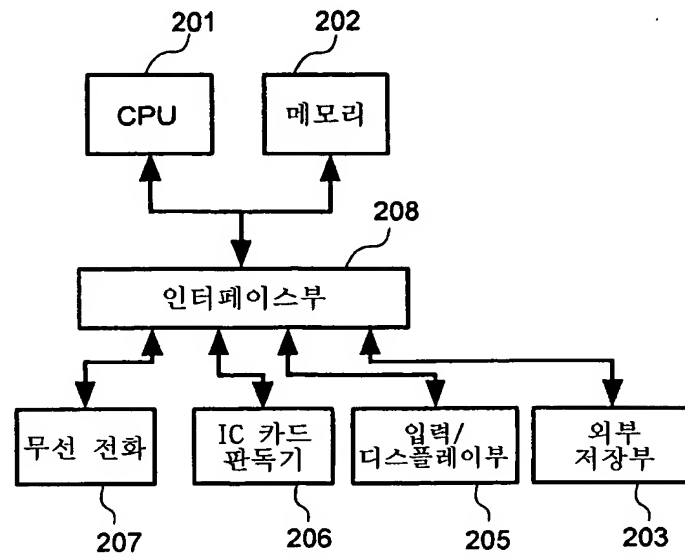 201
202
CPU
메모리
208
인터페이스부
무선 전화
IC 카드
판독기
입력/
디스플레이부
외부
저장부
207
206
205
203